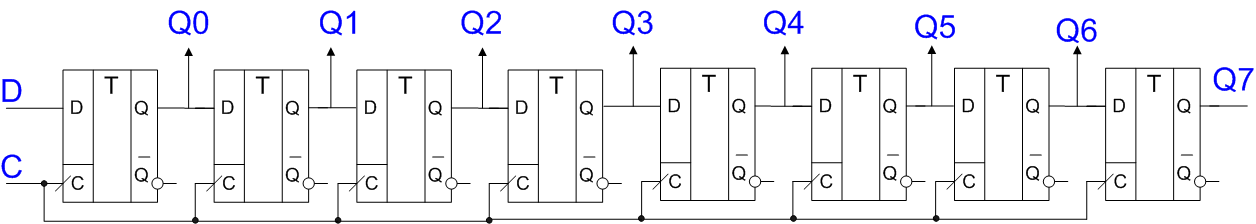 Q0 Q1 Q2 Q3 Q4 Q5 Q6
T T T T T T T T
D D Q D Q D Q D Q D Q D Q D Q D Q Q7
C C Q̅ C Q̅ C Q̅ C Q̅ C Q̅ C Q̅ C Q̅ C Q̅